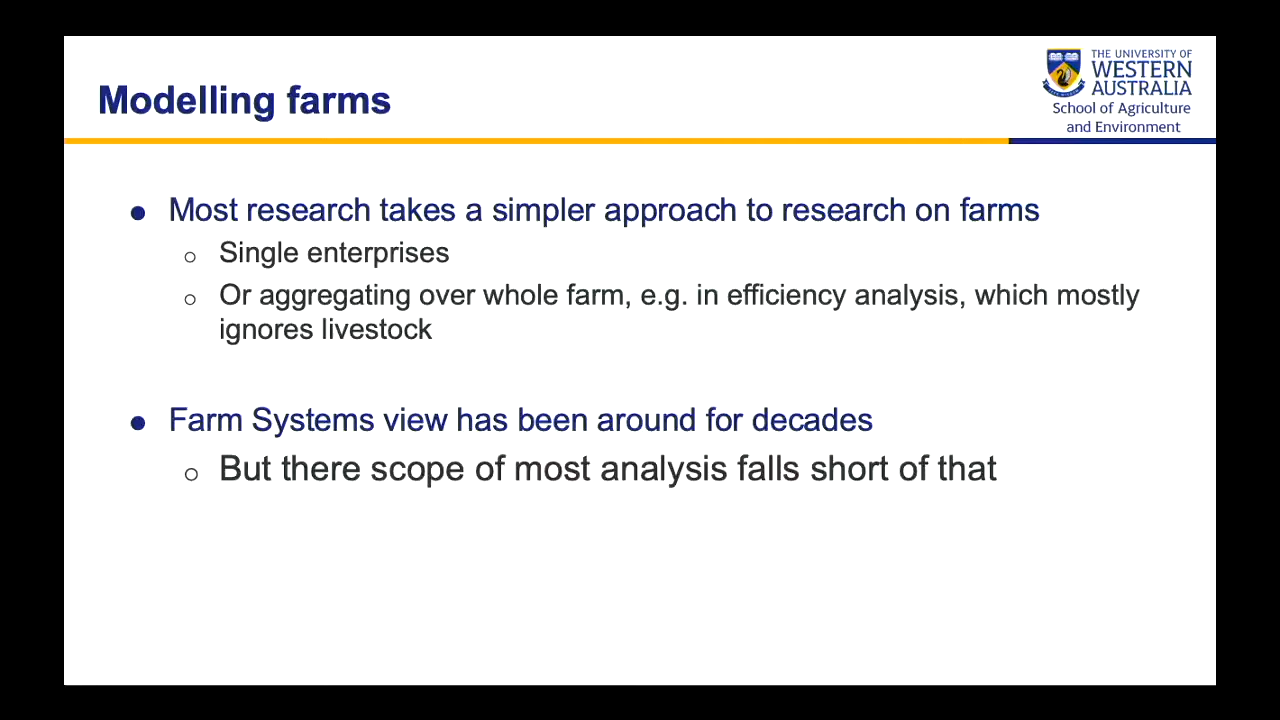 THE UNIVERSITY OF
WESTERN
AUSTRALIA
School of Agriculture
and Environment
Modelling farms
● Most research takes a simpler approach to research on farms
○ Single enterprises
○ Or aggregating over whole farm, e.g. in efficiency analysis, which mostly
ignores livestock
● Farm Systems view has been around for decades
○ But there scope of most analysis falls short of that